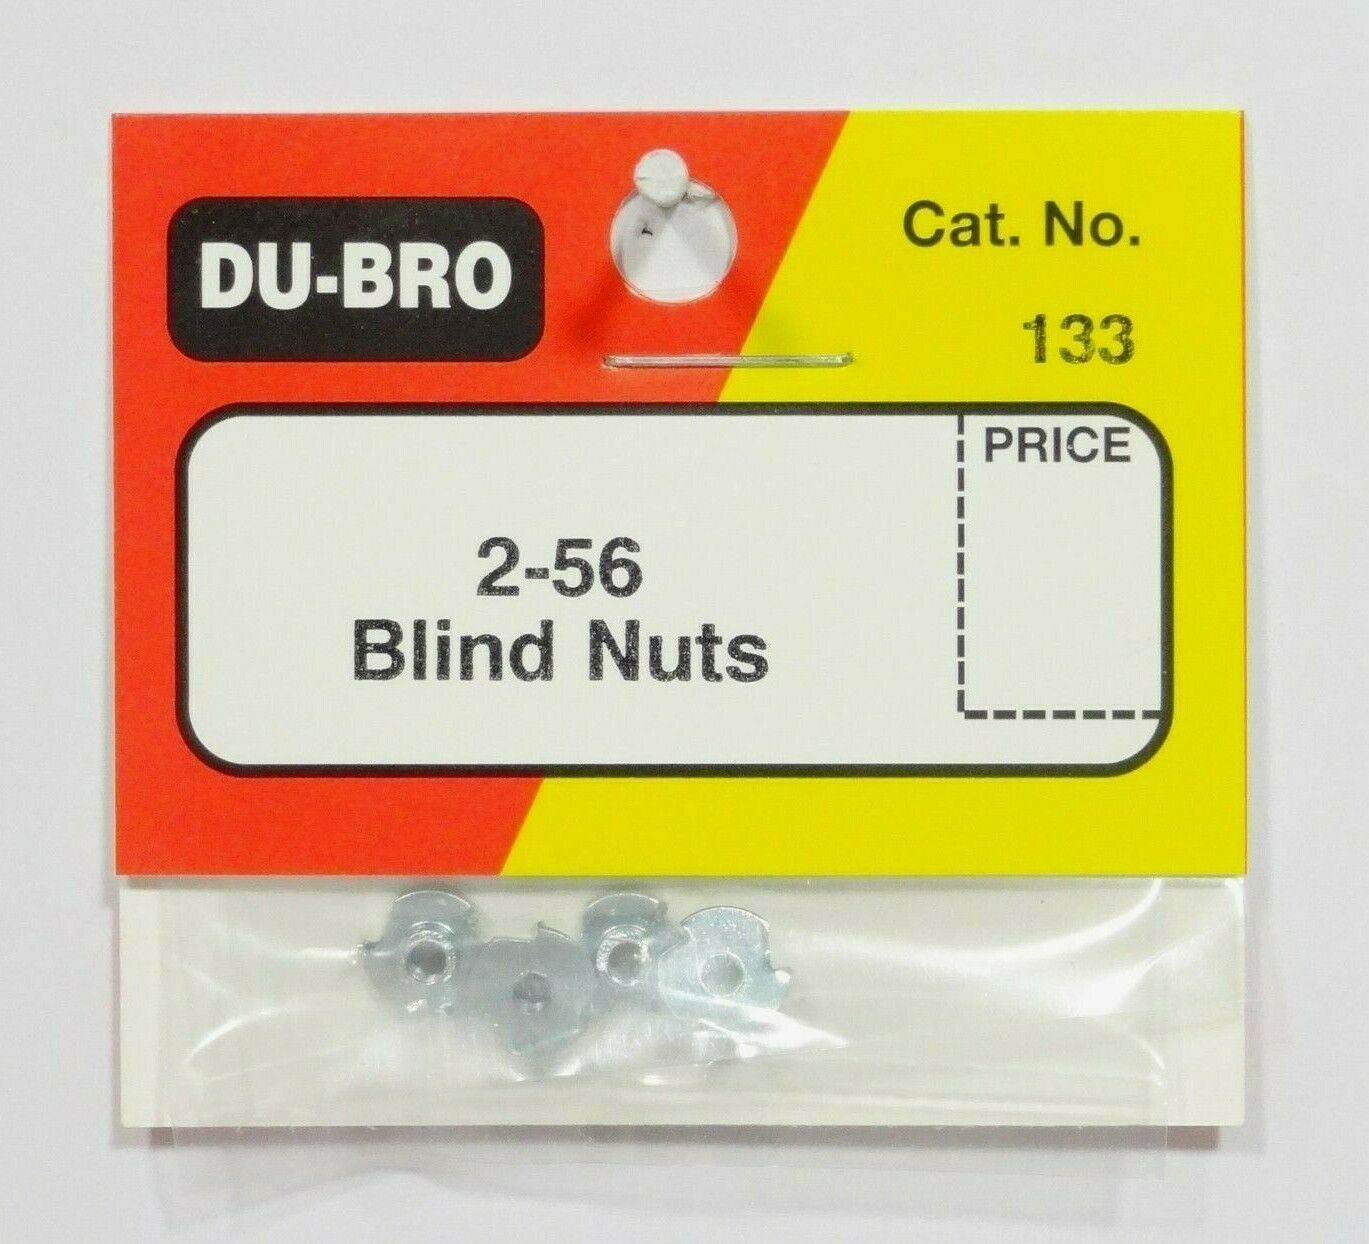 DU-BRO
Cat. No.
133
PRICE
2-56
Blind Nuts